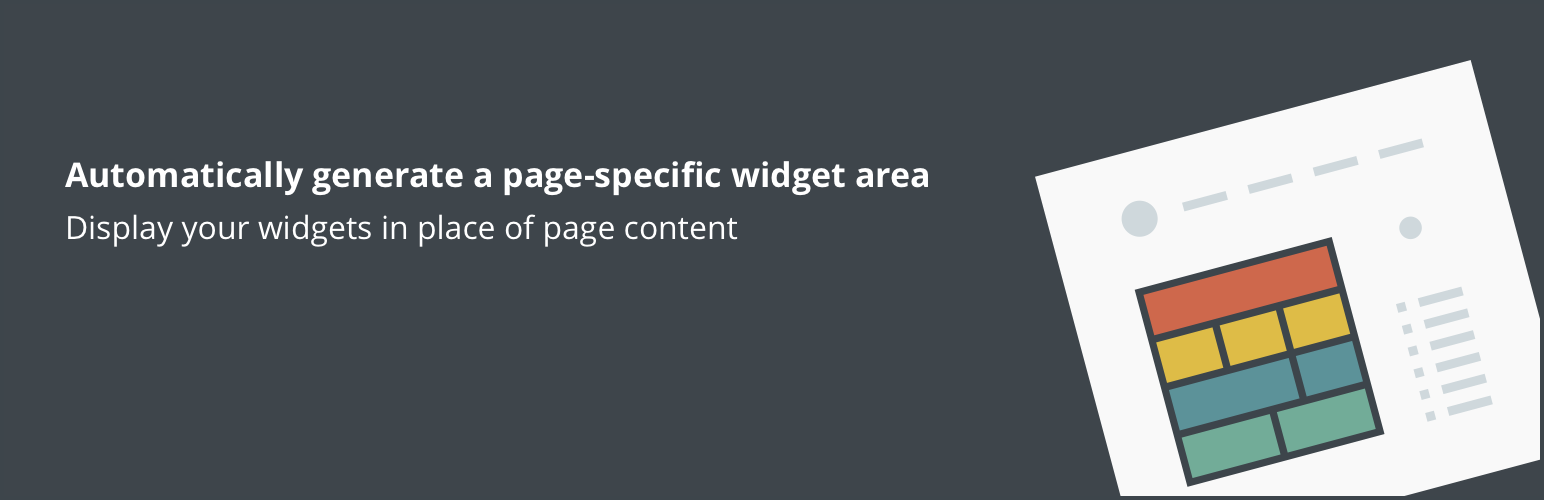 Automatically generate a page-specific widget area
Display your widgets in place of page content